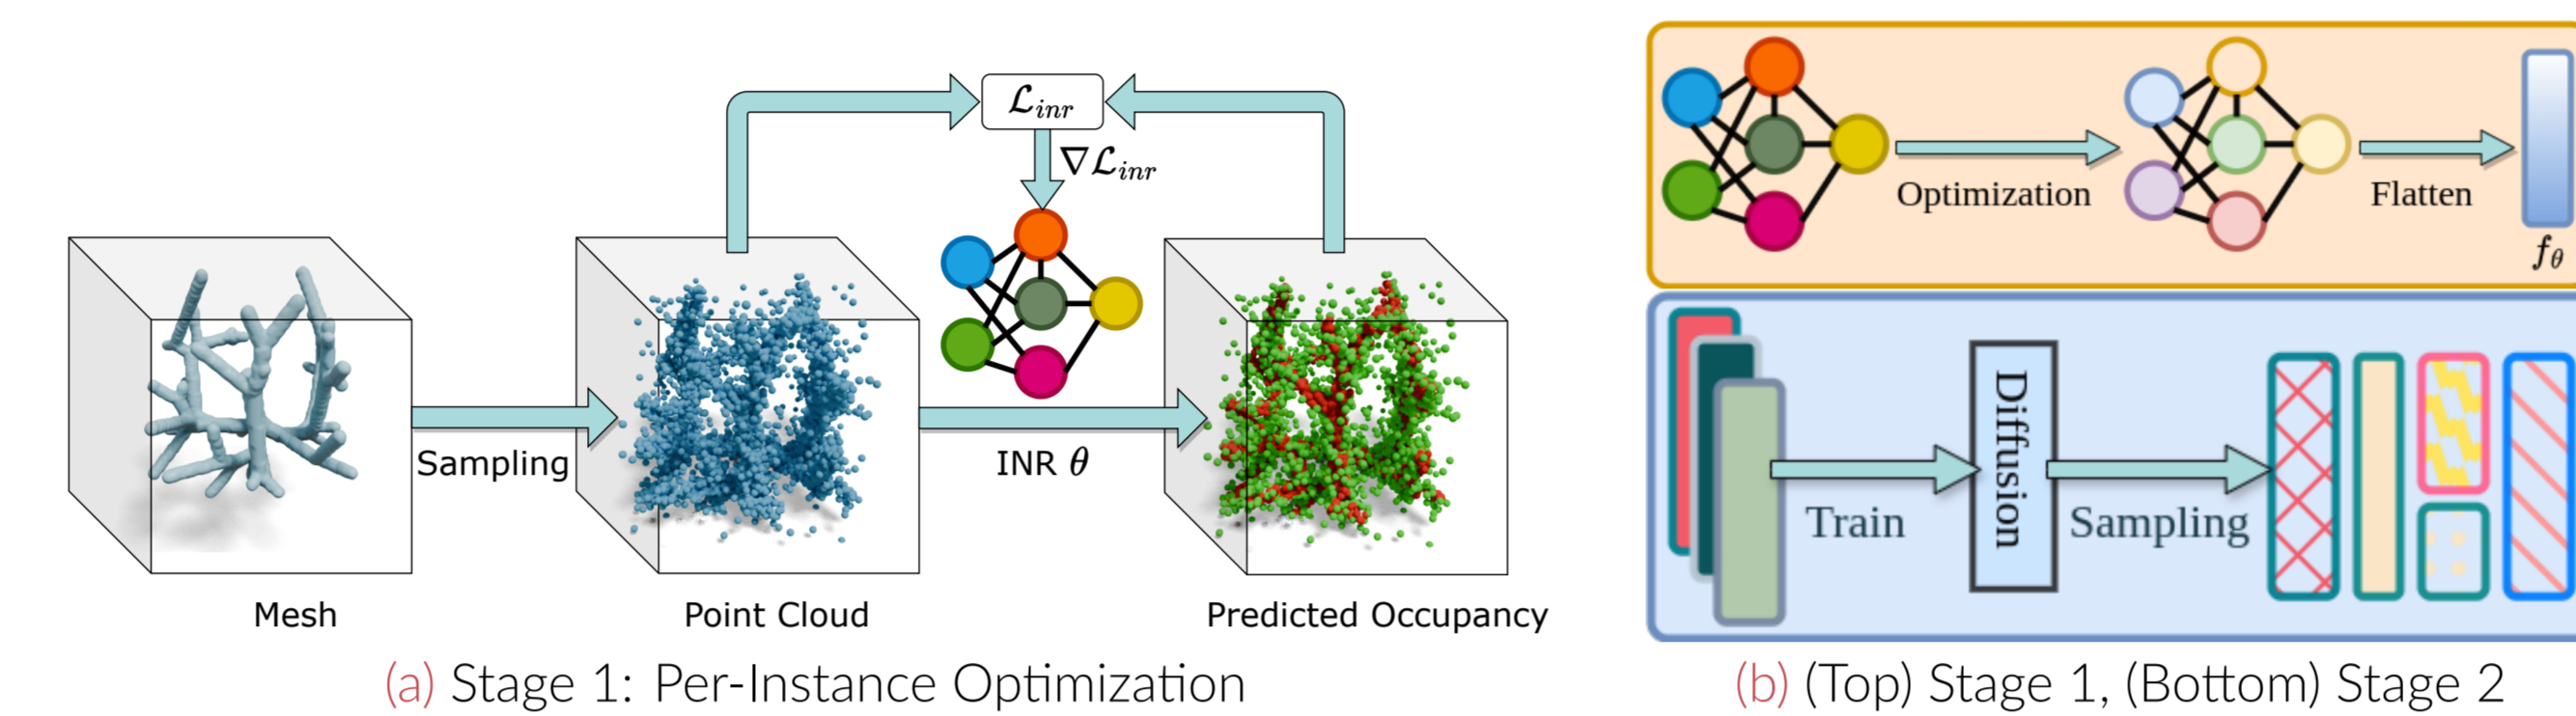 ℒinr
∇ℒinr
Sampling
INR θ
Mesh
Point Cloud
Predicted Occupancy
(a) Stage 1: Per-Instance Optimization
Optimization
Flatten
fθ
Train
Diffusion
Sampling
(b) (Top) Stage 1, (Bottom) Stage 2